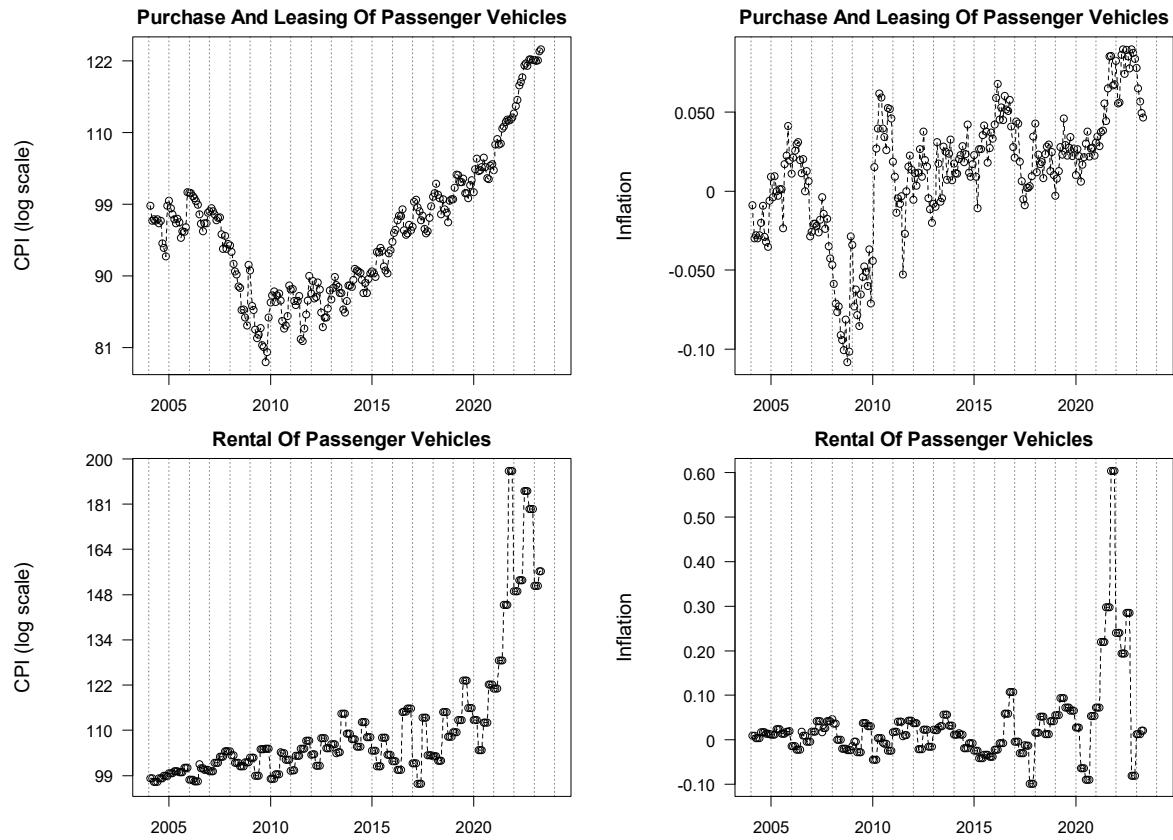 Purchase And Leasing Of Passenger Vehicles
CPI (log scale)
122
110
99
90
81
2005 2010 2015 2020
Purchase And Leasing Of Passenger Vehicles
Inflation
0.050
0
-0.050
-0.10
2005 2010 2015 2020
Rental Of Passenger Vehicles
CPI (log scale)
200
181
164
148
134
122
110
99
2005 2010 2015 2020
Rental Of Passenger Vehicles
Inflation
0.60
0.50
0.40
0.30
0.20
0.10
0
-0.10
2005 2010 2015 2020